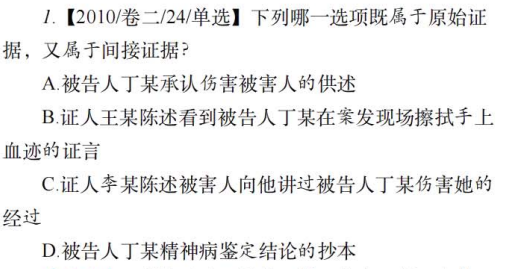 1.【2010/卷二/24/单选】下列哪一选项既属于原始证
据，又属于间接证据?
A.被告人丁某承认伤害被害人的供述
B.证人王某陈述看到被告人丁某在案发现场擦拭手上
血迹的证言
C.证人李某陈述被害人向他讲过被告人丁某伤害她的
经过
D.被告人丁某精神病鉴定结论的抄本